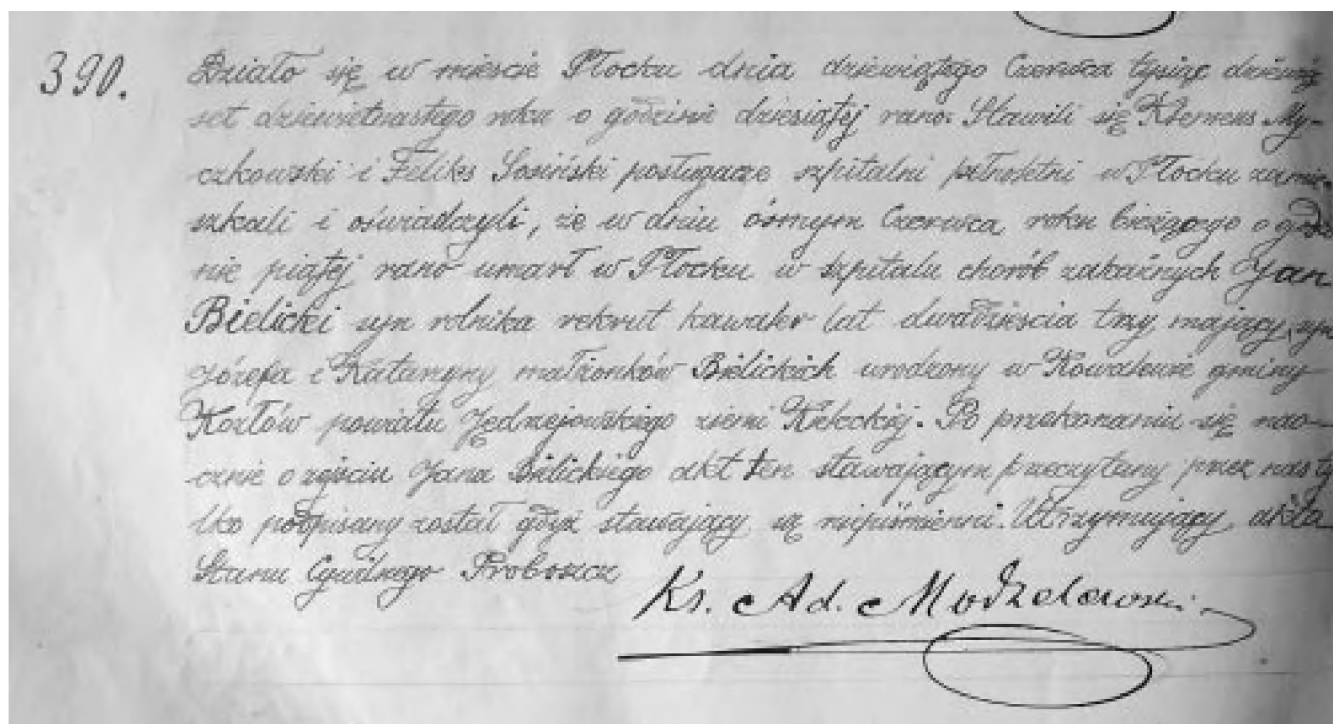 390.
Działo się w mieście Płocku dnia dziewiątego Czerwca tysiąc dziewię
set dziewietnastego roku o godzinie dziesiątej rano. Stawili się Klemens My-
czkowski i Feliks Sosiński posługacze szpitalni pełnoletni w Płocku zamie-
szkali i oświadczyli, że w dniu ósmym Czerwca roku bieżącego o godzi
nie piątej rano umarł w Płocku w szpitalu chorób zakaźnych Jan
Bielicki syn rolnika rekrut kawaler lat dwadzieścia trzy mający, syn
Józefa i Katarzyny małżonków Bielickich urodzony w Kowalewie gminy
Kozłów powiatu Jędrzejowskiego ziemi Kieleckiej. Po przekonaniu się nao-
cznie o zejściu Jana Bielickiego akt ten stawającym przeczytany przez nas ty
lko podpisany został gdyż stawający są niepiśmienni. Utrzymujący akta
Stanu Cywilnego Proboszcz
Ks. Ad. Modzelewski